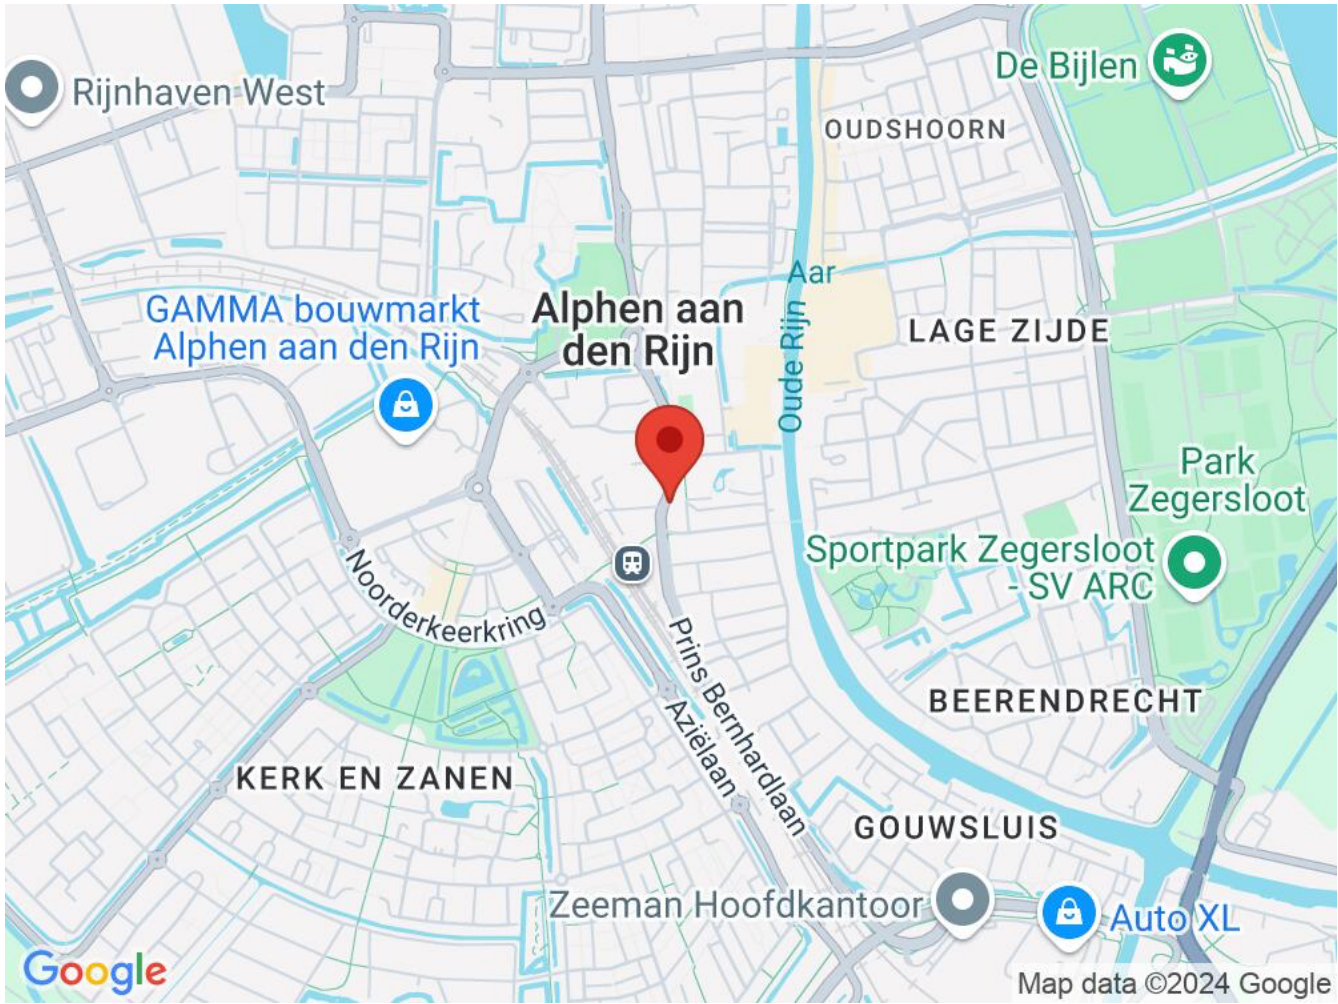 De Bijlen
Rijnhaven West
OUDSHOORN
Aar
GAMMA bouwmarkt
Alphen aan den Rijn
Alphen aan
den Rijn
Oude Rijn
LAGE ZIJDE
Park
Zegersloot
Sportpark Zegersloot
- SV ARC
Noorderkeerkring
Prins Bernhardlaan
Aziëlaan
BEERENDRECHT
KERK EN ZANEN
GOUWSLUIS
Zeeman Hoofdkantoor
Auto XL
Google
Map data ©2024 Google